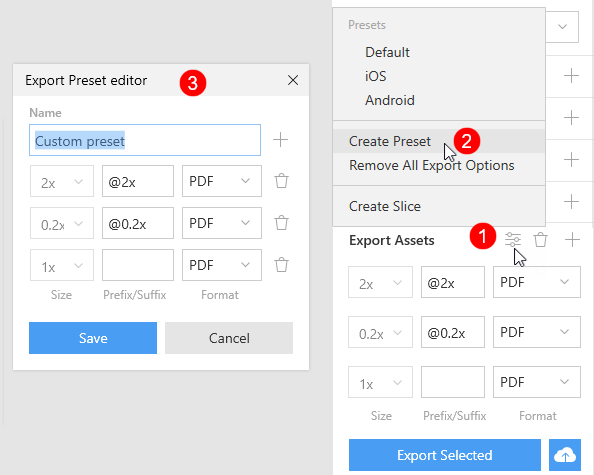 Export Preset editor 3
Name
Custom preset
2x @2x PDF
0.2x @0.2x PDF
1x PDF
Size Prefix/Suffix Format
Save Cancel
Presets
Default
iOS
Android
Create Preset 2
Remove All Export Options
Create Slice
1
Export Assets
2x @2x PDF
0.2x @0.2x PDF
1x PDF
Size Prefix/Suffix Format
Export Selected